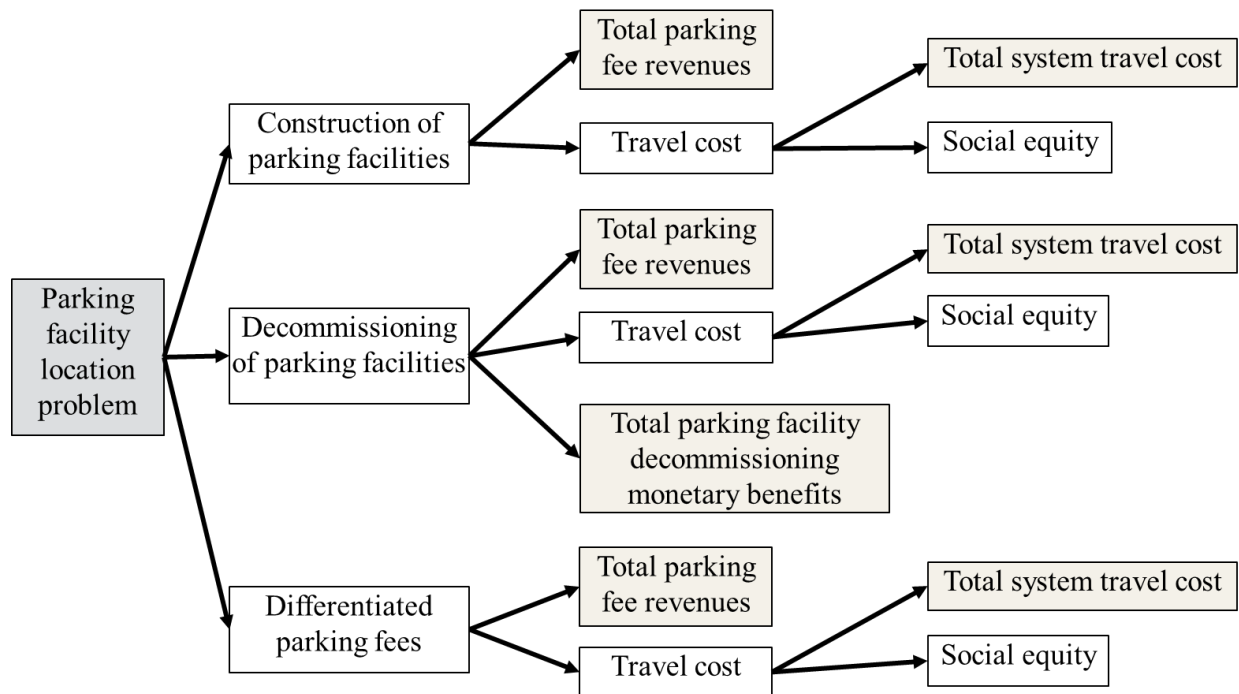 Parking
facility
location
problem
Construction of
parking facilities
Total parking
fee revenues
Travel cost
Total system travel cost
Social equity
Decommissioning
of parking facilities
Total parking
fee revenues
Travel cost
Total system travel cost
Social equity
Total parking facility
decommissioning
monetary benefits
Differentiated
parking fees
Total parking
fee revenues
Travel cost
Total system travel cost
Social equity